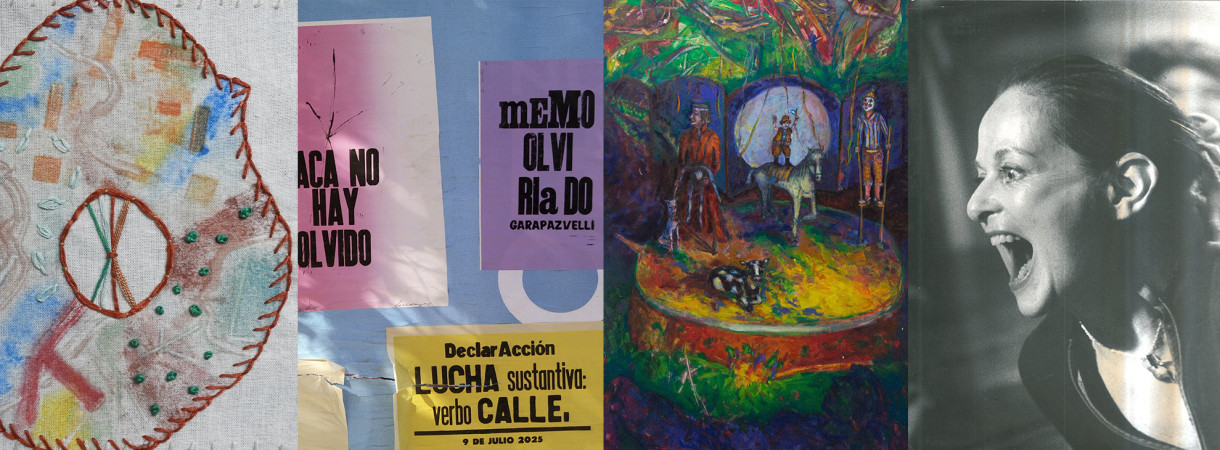 ACA NO
HAY
OLVIDO
mEMO
OLVI
RIa DO
GARAPAZVELLI
DeclarAcción
LUCHA sustantiva:
verbo CALLE.
9 DE JULIO 2025